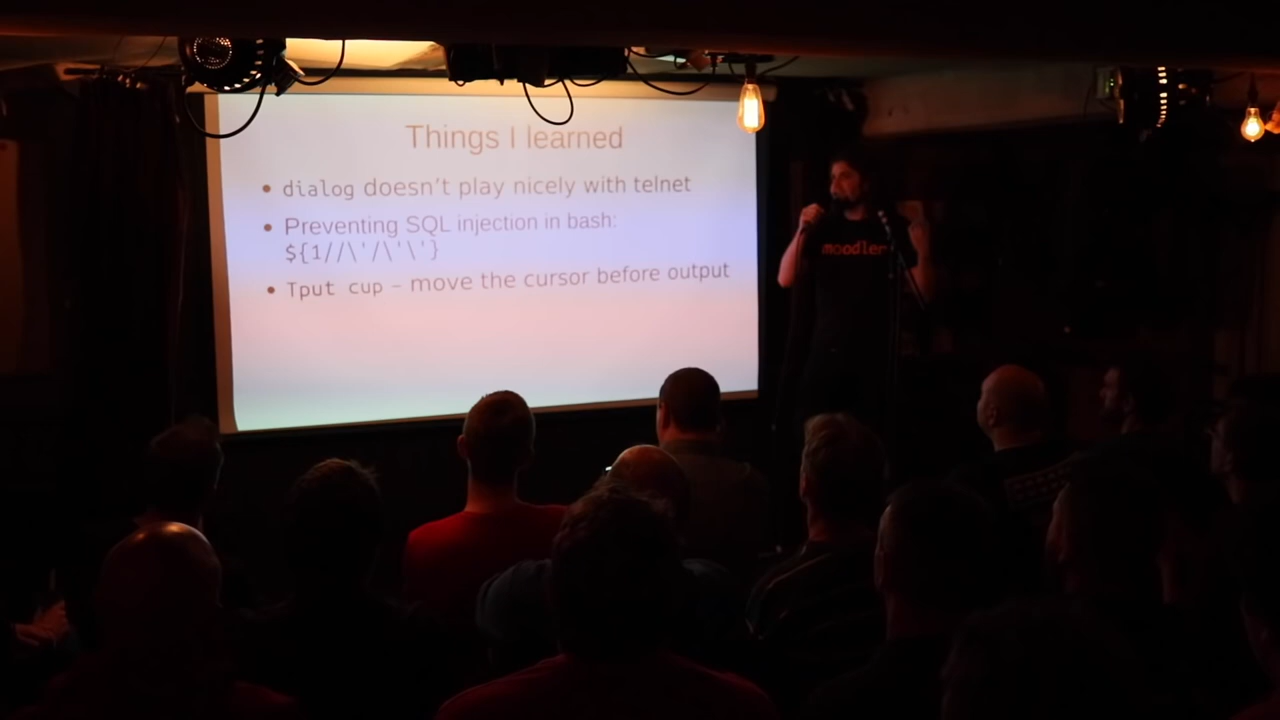 Things I learned
• dialog doesn't play nicely with telnet
• Preventing SQL injection in bash:
${1//\'/\'\'}
• Tput cup – move the cursor before output
moodler